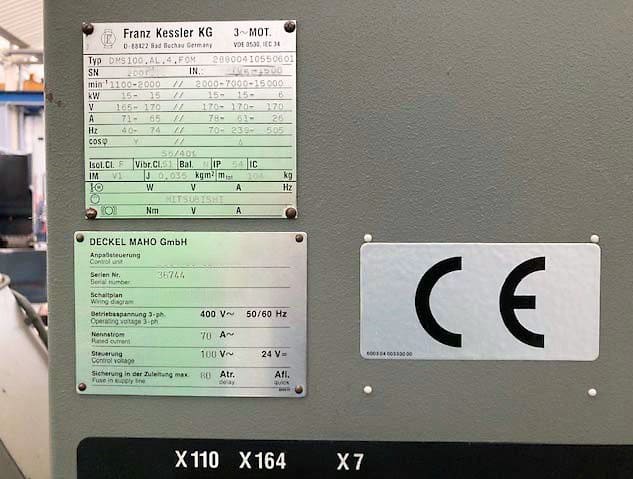 Franz Kessler KG 3~MOT.
D-88422 Bad Buchau Germany VDE 0530, IEC 34
Typ DMS100.AL.4.FOM 28900410550601
SN IN.:
min⁻¹ 1100-2000 // 2000-7000-15000
kW 15- 15 // 15- 15- 6
V 165- 170 // 170- 170- 170
A 71- 65 // 78- 61- 26
Hz 40- 74 // 70- 239- 505
cosφ Y / Δ
S6/40%
Isol.Cl. F Vibr.Cl. S1 Bal. N IP 54 IC
IM V1 J 0,035 kgm² m tot 104 kg
W V A Hz
MITSUBISHI
Nm V A
DECKEL MAHO GmbH
Anpaßsteuerung
Control unit
Serien Nr. 36744
Serial number
Schaltplan
Wiring diagram
Betriebsspannung 3-ph. 400 V~ 50/60 Hz
Operating voltage 3-ph.
Nennstrom 70 A~
Rated current
Steuerung 100 V~ 24 V=
Control voltage
Sicherung in der Zuleitung max. 80 Atr. Afl.
Fuse in supply line delay quick
CE
X110 X164 X7